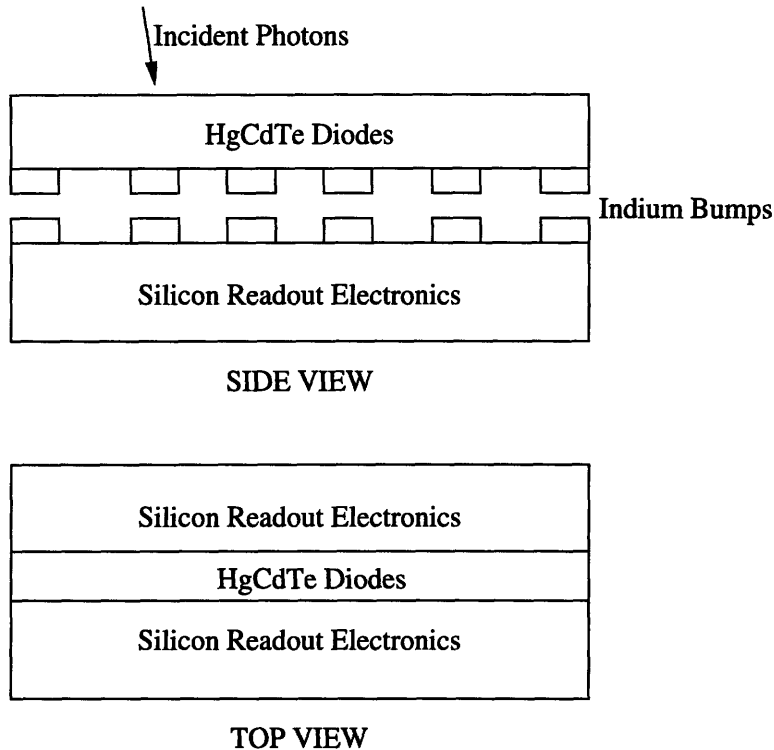 Incident Photons
HgCdTe Diodes
Indium Bumps
Silicon Readout Electronics
SIDE VIEW
Silicon Readout Electronics
HgCdTe Diodes
Silicon Readout Electronics
TOP VIEW